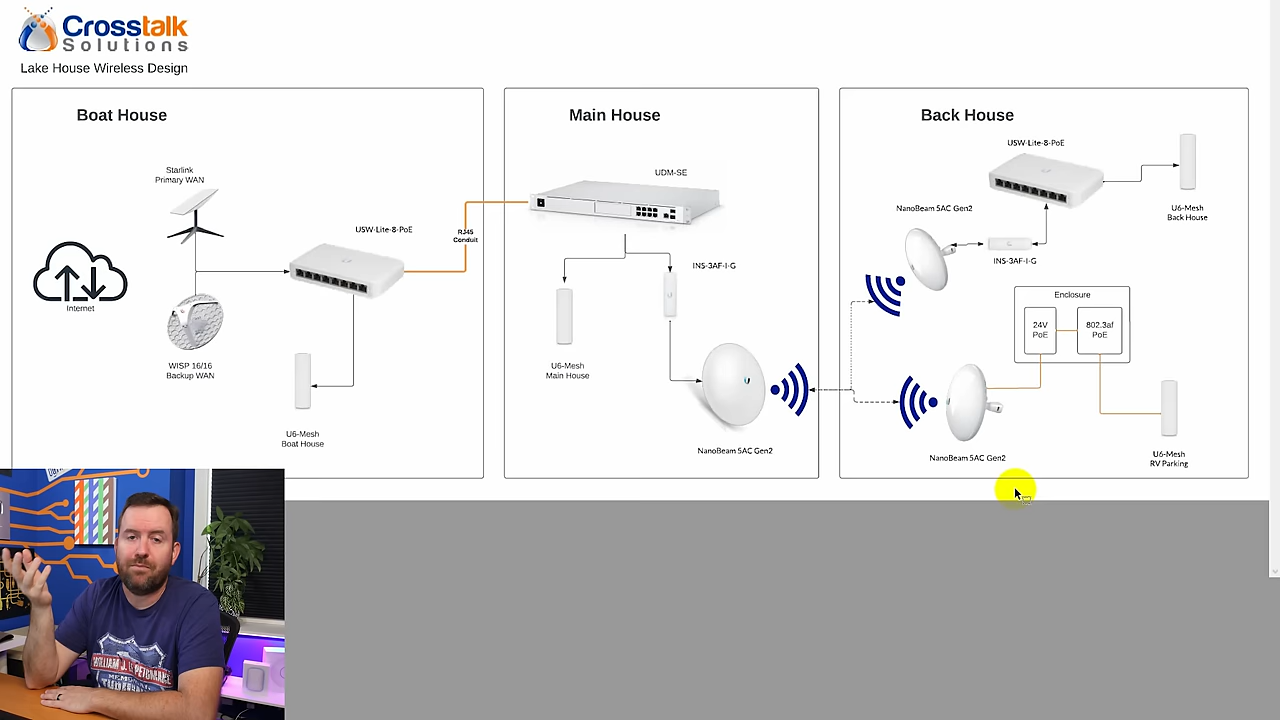 Crosstalk
Solutions
Lake House Wireless Design
Boat House
Starlink
Primary WAN
USW-Lite-8-PoE
RJ45
Conduit
Internet
WISP 16/16
Backup WAN
U6-Mesh
Boat House
Main House
UDM-SE
INS-3AF-I-G
U6-Mesh
Main House
NanoBeam 5AC Gen2
Back House
USW-Lite-8-PoE
NanoBeam 5AC Gen2
U6-Mesh
Back House
INS-3AF-I-G
Enclosure
24V
PoE
802.3af
PoE
NanoBeam 5AC Gen2
U6-Mesh
RV Parking